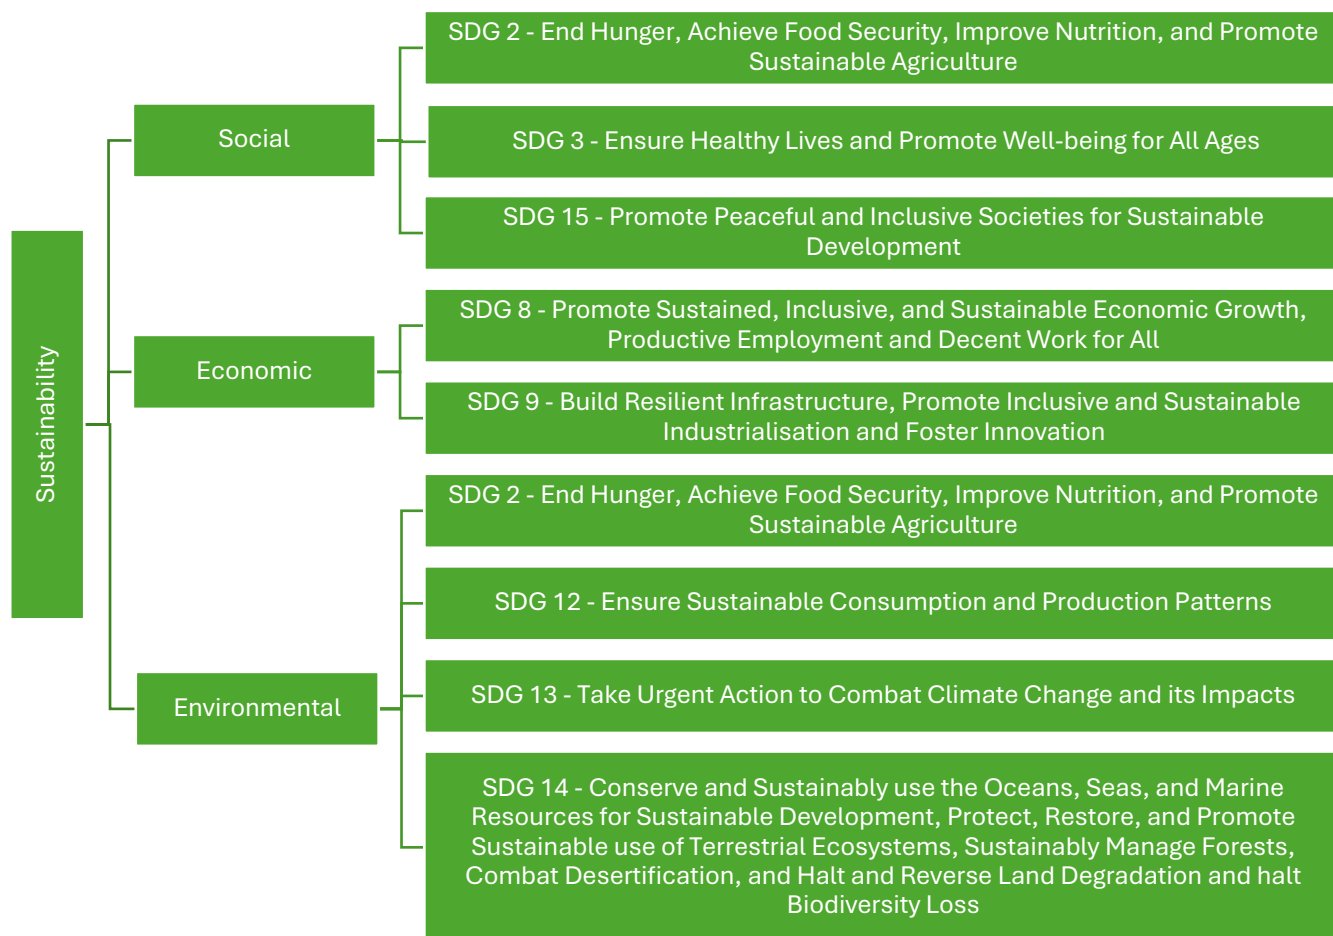 Sustainability
Social
SDG 2 - End Hunger, Achieve Food Security, Improve Nutrition, and Promote
Sustainable Agriculture
SDG 3 - Ensure Healthy Lives and Promote Well-being for All Ages
SDG 15 - Promote Peaceful and Inclusive Societies for Sustainable
Development
Economic
SDG 8 - Promote Sustained, Inclusive, and Sustainable Economic Growth,
Productive Employment and Decent Work for All
SDG 9 - Build Resilient Infrastructure, Promote Inclusive and Sustainable
Industrialisation and Foster Innovation
Environmental
SDG 2 - End Hunger, Achieve Food Security, Improve Nutrition, and Promote
Sustainable Agriculture
SDG 12 - Ensure Sustainable Consumption and Production Patterns
SDG 13 - Take Urgent Action to Combat Climate Change and its Impacts
SDG 14 - Conserve and Sustainably use the Oceans, Seas, and Marine
Resources for Sustainable Development, Protect, Restore, and Promote
Sustainable use of Terrestrial Ecosystems, Sustainably Manage Forests,
Combat Desertification, and Halt and Reverse Land Degradation and halt
Biodiversity Loss